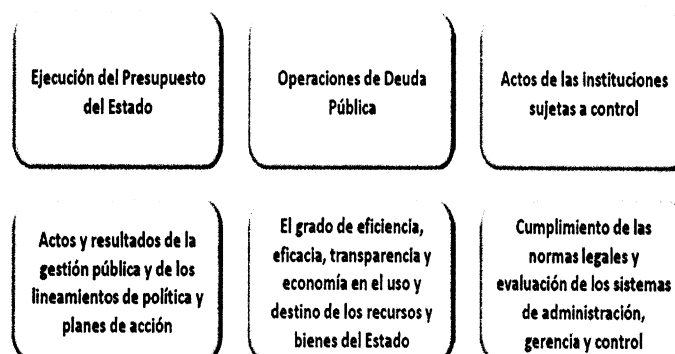 Ejecución del Presupuesto
del Estado
Operaciones de Deuda
Pública
Actos de las instituciones
sujetas a control
Actos y resultados de la
gestión pública y de los
lineamientos de política y
planes de acción
El grado de eficiencia,
eficacia, transparencia y
economía en el uso y
destino de los recursos y
bienes del Estado
Cumplimiento de las
normas legales y
evaluación de los sistemas
de administración,
gerencia y control